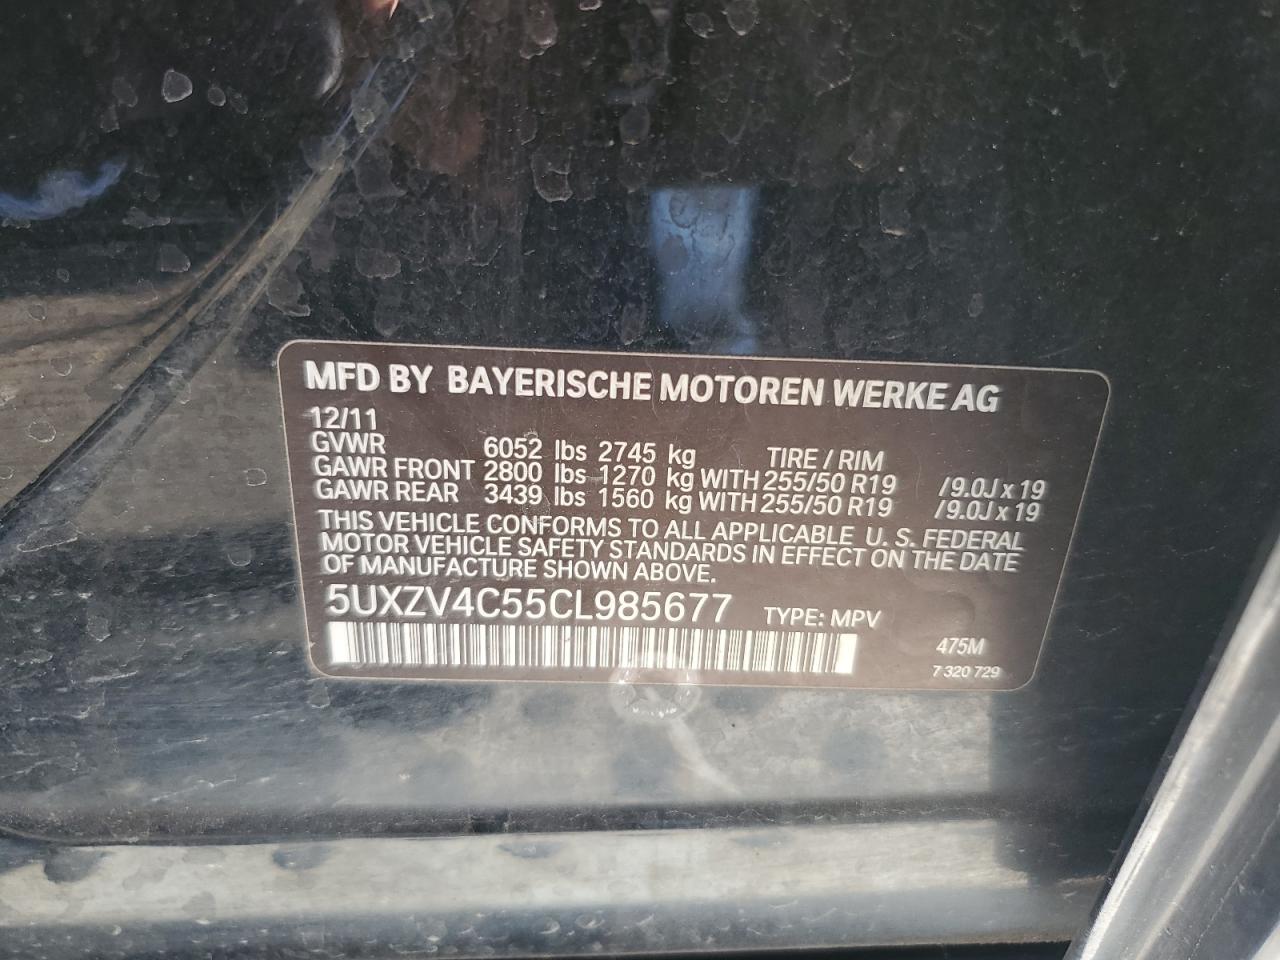 MFD BY BAYERISCHE MOTOREN WERKE AG
12/11
GVWR 6052 lbs 2745 kg TIRE / RIM
GAWR FRONT 2800 lbs 1270 kg WITH 255/50 R19 /9.0J x 19
GAWR REAR 3439 lbs 1560 kg WITH 255/50 R19 /9.0J x 19
THIS VEHICLE CONFORMS TO ALL APPLICABLE U. S. FEDERAL
MOTOR VEHICLE SAFETY STANDARDS IN EFFECT ON THE DATE
OF MANUFACTURE SHOWN ABOVE.
5UXZV4C55CL985677 TYPE: MPV
475M
7 320 729